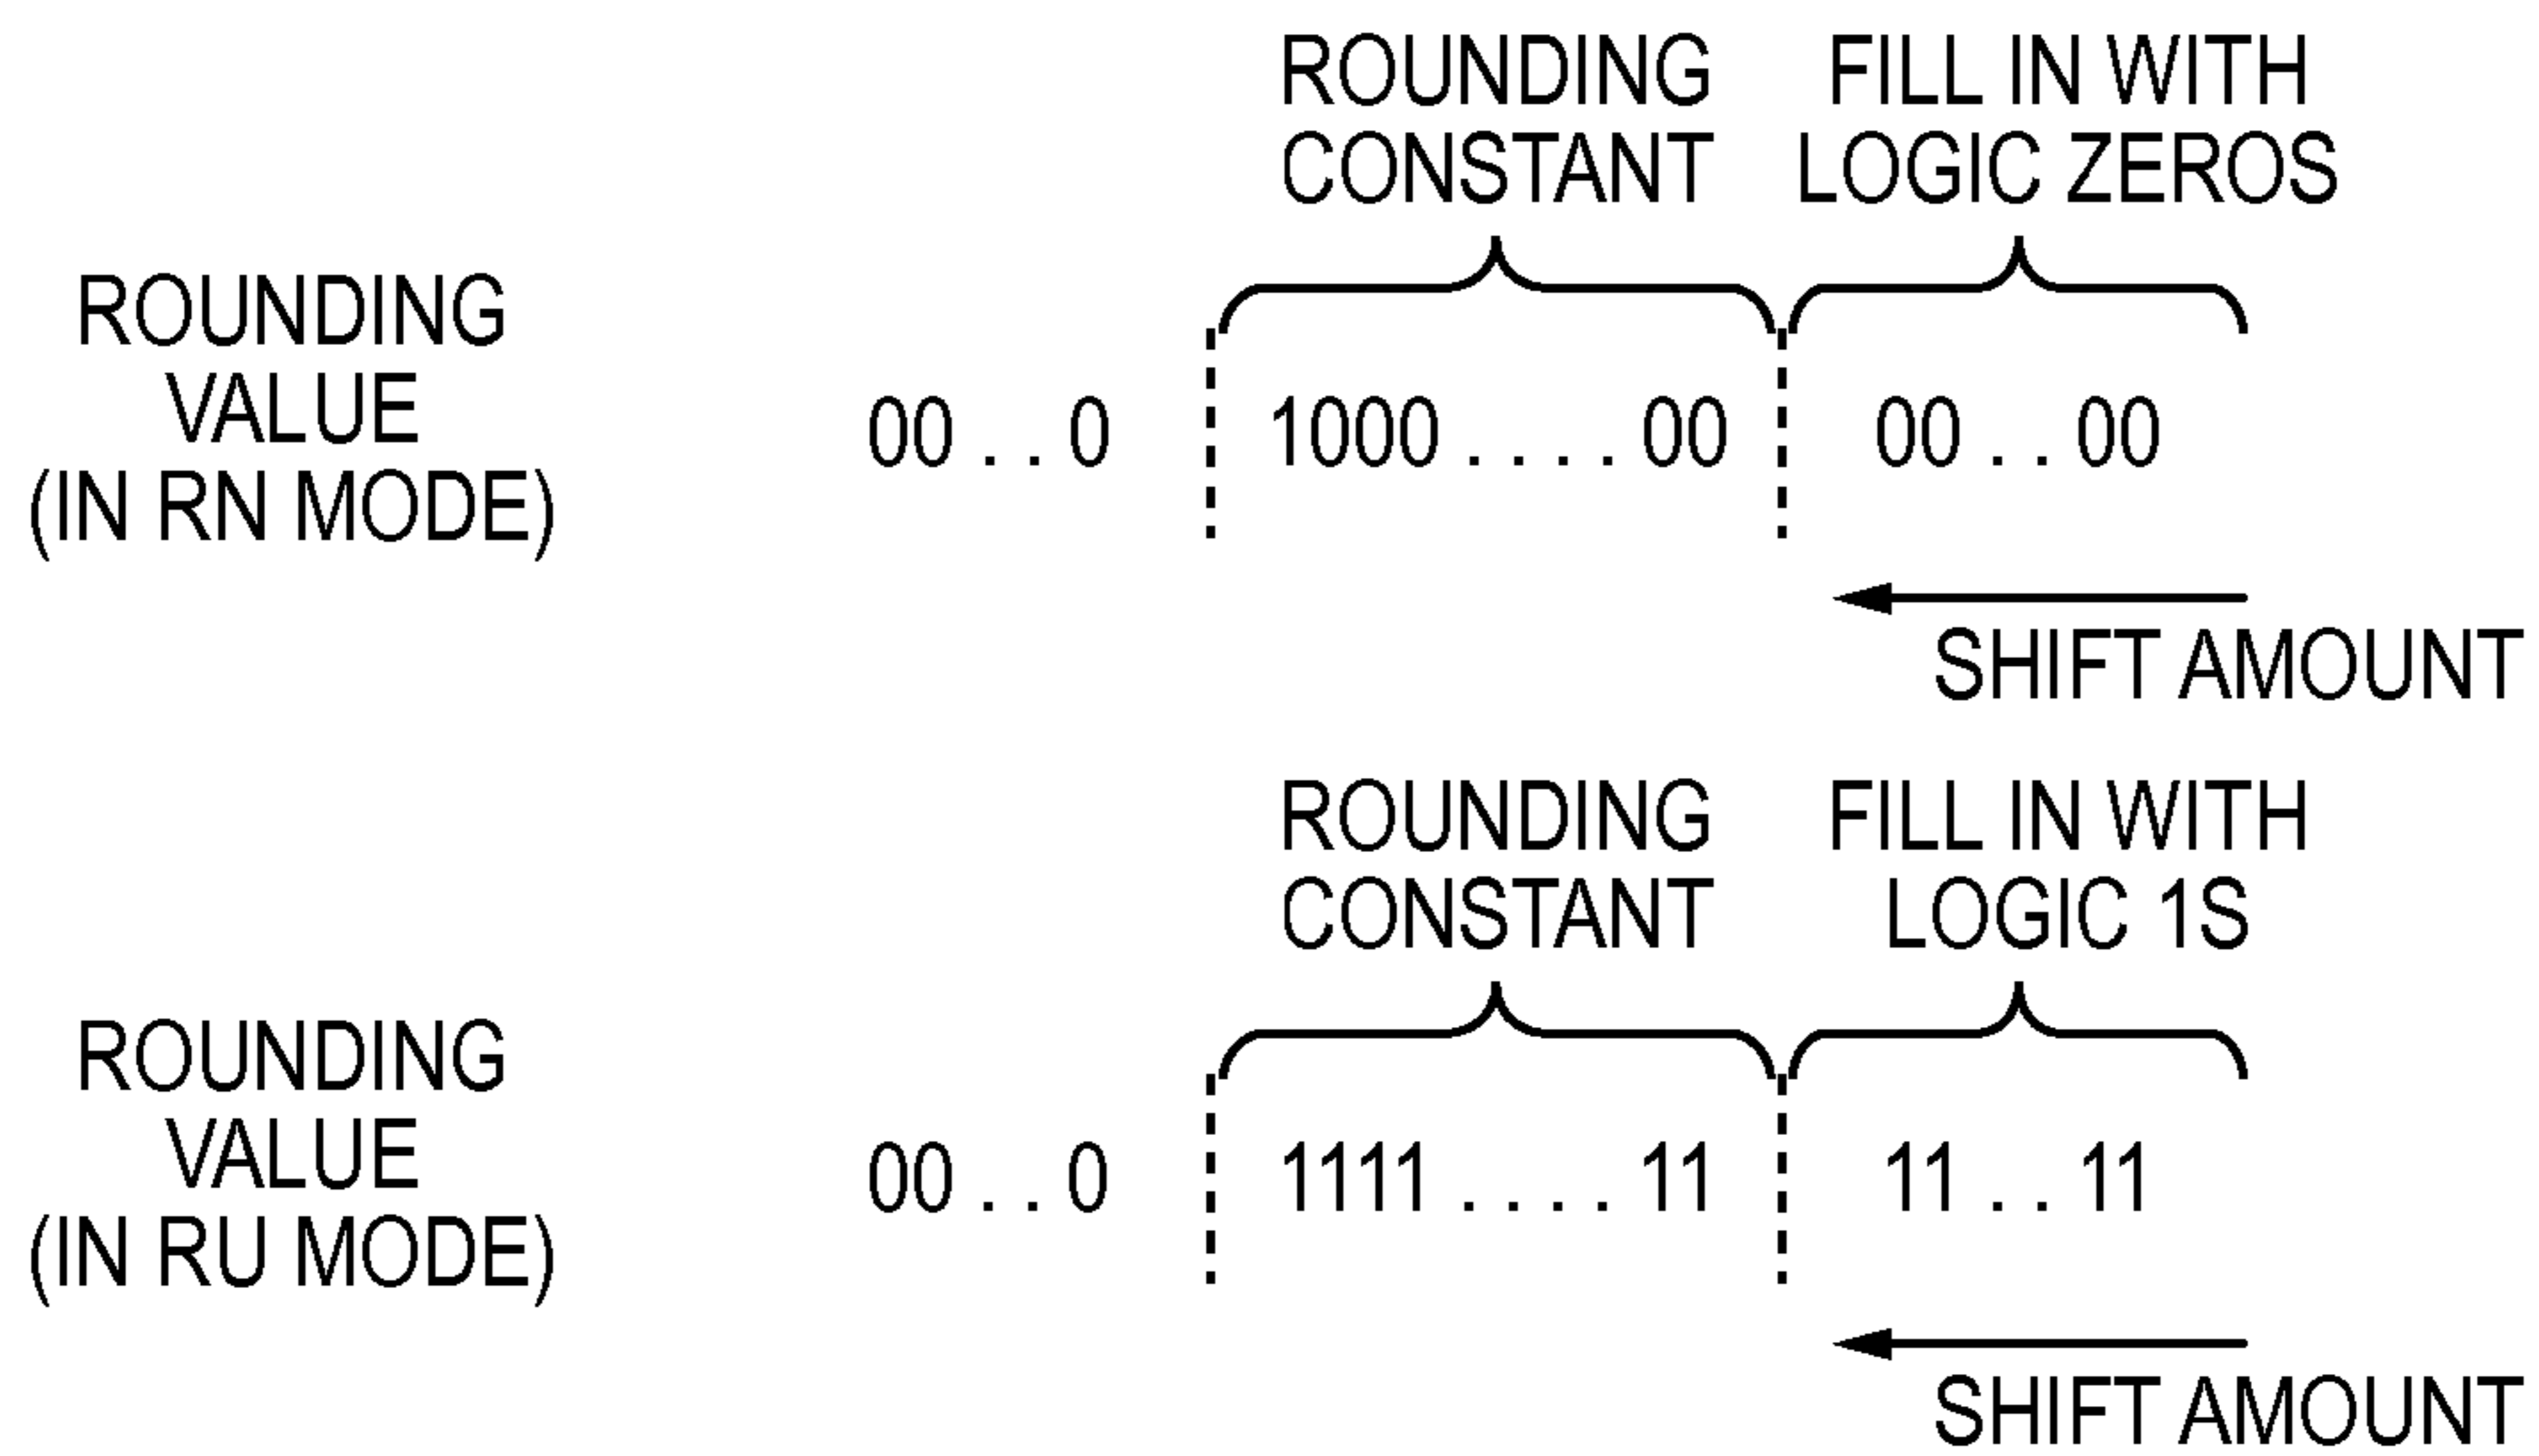 ROUNDING
CONSTANT
FILL IN WITH
LOGIC ZEROS
ROUNDING
VALUE
(IN RN MODE)
00 . . 0 1000 . . . . 00 00 . . 00
SHIFT AMOUNT
ROUNDING
CONSTANT
FILL IN WITH
LOGIC 1S
ROUNDING
VALUE
(IN RU MODE)
00 . . 0 1111 . . . . 11 11 . . 11
SHIFT AMOUNT